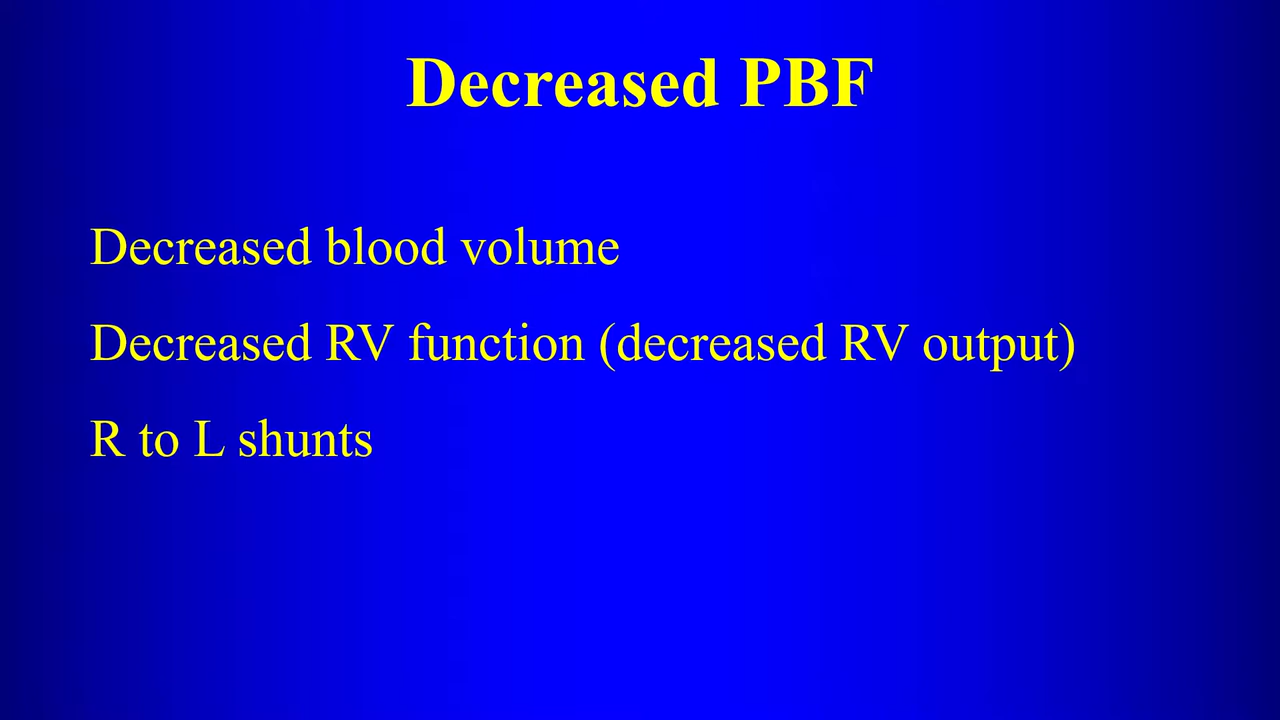 Decreased PBF
Decreased blood volume
Decreased RV function (decreased RV output)
R to L shunts